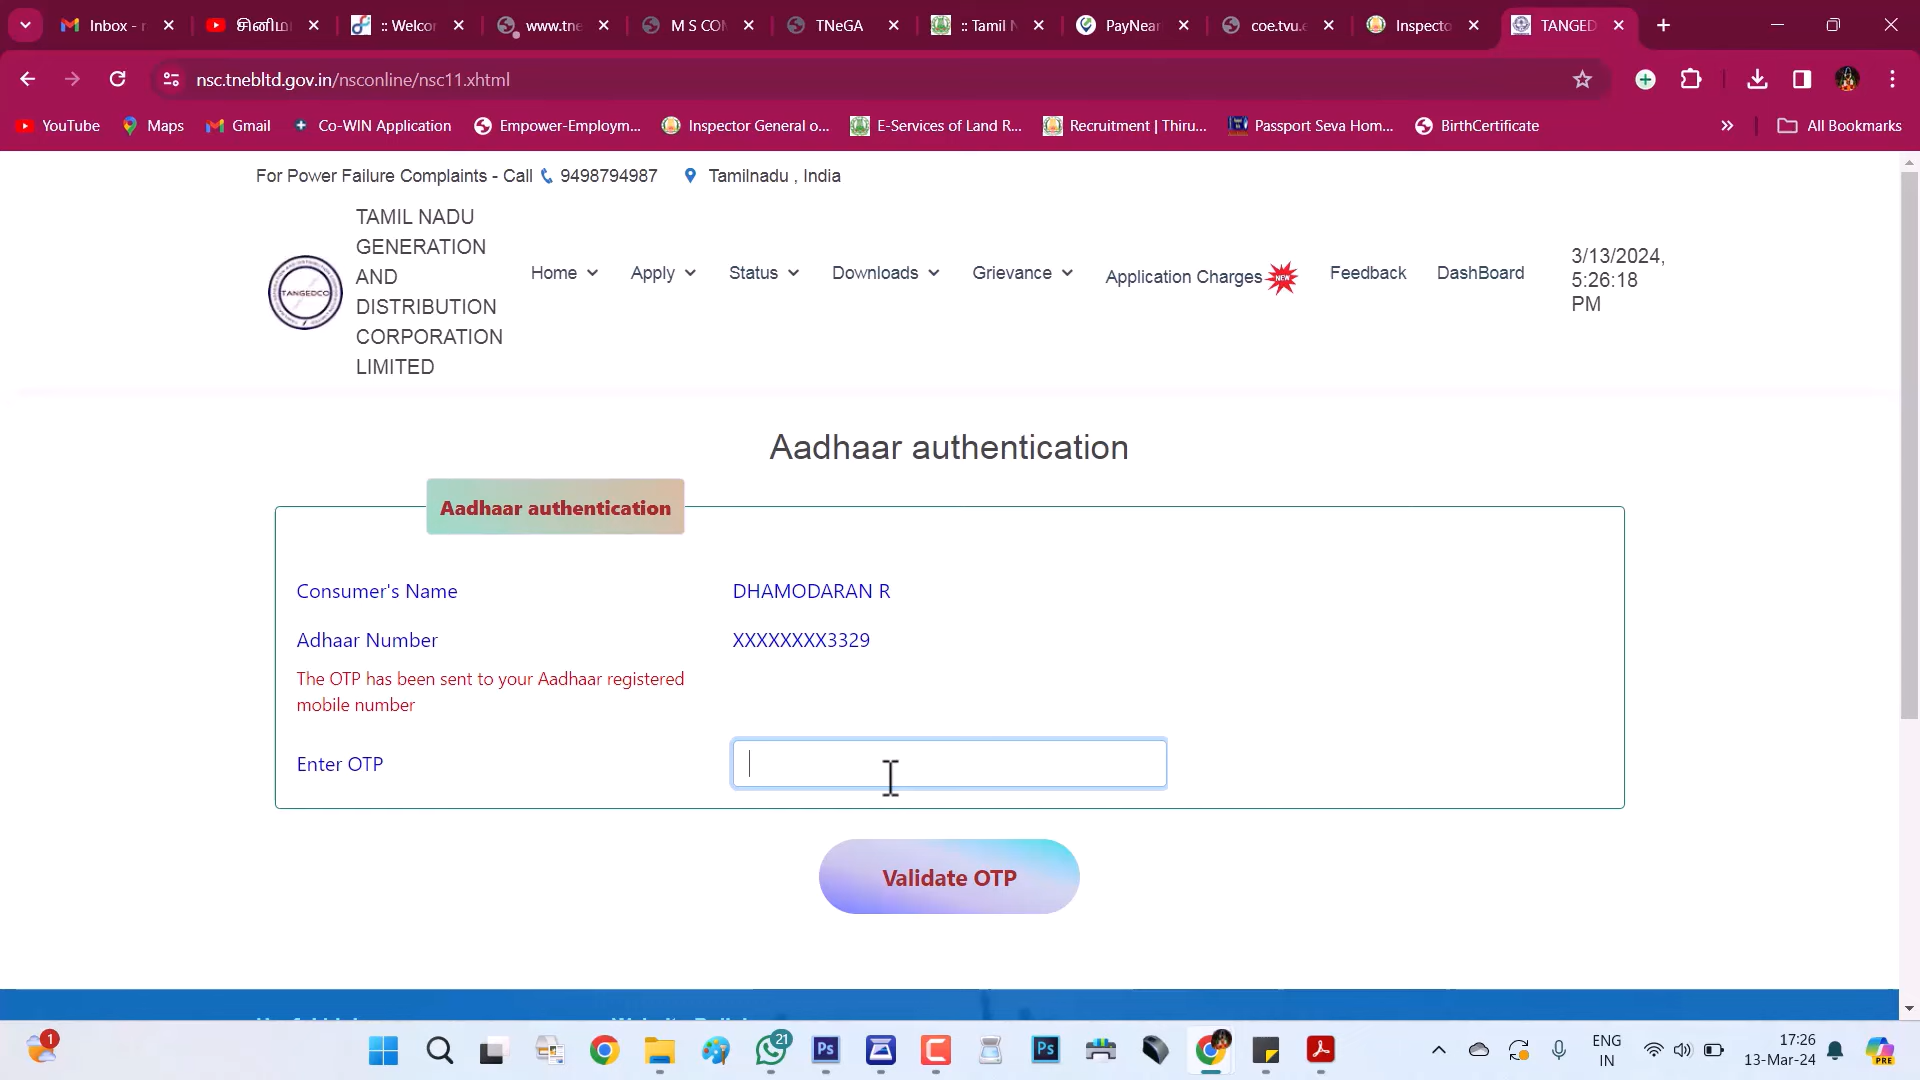 Inbox - r
சினிமா
:: Welco
www.tne
M S CO
TNeGA
:: Tamil N
PayNear
coe.tvu.e
Inspecto
TANGED
nsc.tnebltd.gov.in/nsconline/nsc11.xhtml
YouTube
Maps
Gmail
Co-WIN Application
Empower-Employm...
Inspector General o...
E-Services of Land R...
Recruitment | Thiru...
Passport Seva Hom...
BirthCertificate
All Bookmarks
For Power Failure Complaints - Call 9498794987 Tamilnadu , India
TANGEDCO
TAMIL NADU
GENERATION
AND
DISTRIBUTION
CORPORATION
LIMITED
Home
Apply
Status
Downloads
Grievance
Application Charges NEW
Feedback
DashBoard
3/13/2024,
5:26:18
PM
Aadhaar authentication
Aadhaar authentication
Consumer's Name DHAMODARAN R
Adhaar Number XXXXXXXX3329
The OTP has been sent to your Aadhaar registered
mobile number
Enter OTP
Validate OTP
1
21
Ps
Ps
ENG
IN
17:26
13-Mar-24
PRE